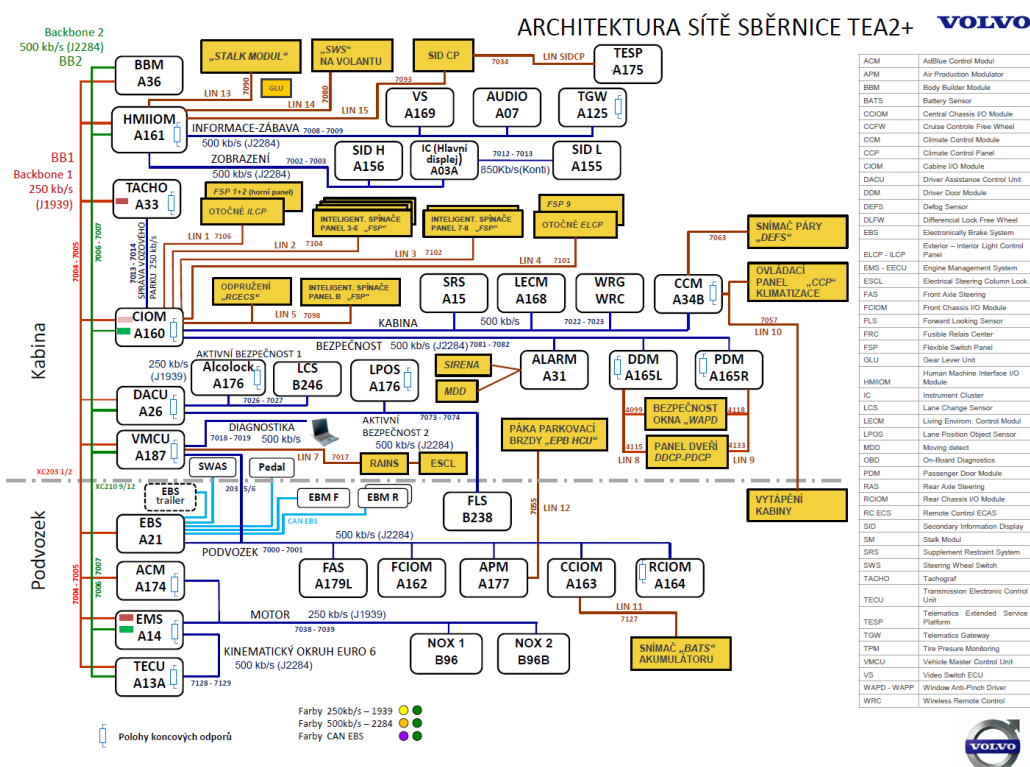 ARCHITEKTURA SÍTĚ SBĚRNICE TEA2+
VOLVO
Backbone 2
500 kb/s (J2284)
BB2
BBM
A36
„STALK MODUL"
„SWS"
NA VOLANTU
SID CP
7034
LIN SIDCP
TESP
A175
7090
GLU
7080
7093
LIN 13
LIN 14
LIN 15
HMIIOM
A161
VS
A169
AUDIO
A07
TGW
A125
INFORMACE-ZÁBAVA 7008 - 7009
500 kb/s (J2284)
ZOBRAZENÍ 7002 - 7003
500 kb/s (J2284)
SID H
A156
IC (Hlavní
displej)
A03A
7012 - 7013
850Kb/s(Konti)
SID L
A155
BB1
Backbone 1
250 kb/s
(J1939)
TACHO
A33
FSP 1+2 (horní panel)
OTOČNÉ ILCP
INTELIGENT. SPÍNAČE
PANEL 3-6 „FSP"
INTELIGENT. SPÍNAČE
PANEL 7-8 „FSP"
FSP 9
OTOČNÉ ELCP
SNÍMAČ PÁRY
„DEFS"
7063
7004 - 7005
7006 - 7007
7013 - 7014
SPRÁVA VOZOVÉHO
PARKU 250 kb/s
LIN 1 7106
LIN 2 7104
LIN 3 7102
LIN 4 7101
ODPRUŽENÍ
„RCECS"
INTELIGENT. SPÍNAČE
PANEL B „FSP"
LIN 5 7098
SRS
A15
LECM
A168
WRG
WRC
CCM
A34B
OVLÁDACÍ
PANEL „CCP"
KLIMATIZACE
7057
LIN 10
Kabina
CIOM
A160
KABINA 500 kb/s 7022 - 7023
BEZPEČNOST 500 kb/s (J2284) 7081 - 7082
250 kb/s
(J1939)
AKTIVNÍ BEZPEČNOST 1
Alcolock
A176
LCS
B246
LPOS
A176
SIRENA
MDD
ALARM
A31
DDM
A165L
PDM
A165R
DACU
A26
7026 - 7027
7073 - 7074
4099
BEZPEČNOST
OKNA „WAPD"
4118
DIAGNOSTIKA
7018 - 7019 500 kb/s
AKTIVNÍ
BEZPEČNOST 2
500 kb/s (J2284)
PÁKA PARKOVACÍ
BRZDY „EPB HCU"
4115
PANEL DVEŘÍ
DDCP-PDCP
4133
LIN 8
LIN 9
VMCU
A187
LIN 7 7017
RAINS
ESCL
XC203 1/2
SWAS
Pedal
XC210 9/12
EBS
trailer
EBM F
EBM R
CAN EBS
FLS
B238
7055
LIN 12
VYTÁPĚNÍ
KABINY
Podvozek
EBS
A21
500 kb/s (J2284)
PODVOZEK 7000 - 7001
7004 - 7005
7006 - 7007
ACM
A174
FAS
A179L
FCIOM
A162
APM
A177
CCIOM
A163
RCIOM
A164
EMS
A14
MOTOR 250 kb/s (J1939)
7038 - 7039
LIN 11
7127
KINEMATICKÝ OKRUH EURO 6
500 kb/s (J2284)
NOX 1
B96
NOX 2
B96B
SNÍMAČ „BATS"
AKUMULÁTORU
TECU
A13A
7128 - 7129
Farby 250kb/s – 1939
Farby 500kb/s – 2284
Farby CAN EBS
Polohy koncových odporů
ACM AdBlue Control Modul
APM Air Production Modulator
BBM Body Builder Module
BATS Battery Sensor
CCIOM Central Chassis I/O Module
CCFW Cruise Controle Free Wheel
CCM Climate Control Module
CCP Climate Control Panel
CIOM Cabine I/O Module
DACU Driver Assistance Control Unit
DDM Driver Door Module
DEFS Defog Sensor
DLFW Differencial Lock Free Wheel
EBS Electronically Brake System
ELCP - ILCP Exterior – Interior Light Control Panel
EMS - EECU Engine Management System
ESCL Electrical Steering Column Lock
FAS Front Axle Steering
FCIOM Front Chassis I/O Module
FLS Forward Looking Sensor
FRC Fusible Relais Center
FSP Flexible Switch Panel
GLU Gear Lever Unit
HMIIOM Human Machine Interface I/O Module
IC Instrument Cluster
LCS Lane Change Sensor
LECM Living Envirom. Control Modul
LPOS Lane Position Object Sensor
MDD Moving detect
OBD On-Board Diagnostics
PDM Passenger Door Module
RAS Rear Axle Steering
RCIOM Rear Chassis I/O Module
RC ECS Remote Control ECAS
SID Secondary Information Display
SM Stalk Modul
SRS Supplement Restraint System
SWS Steering Wheel Switch
TACHO Tachograf
TECU Transmission Electronic Control Unit
TESP Telematics Extended Service Platform
TGW Telematics Gateway
TPM Tire Presure Monitoring
VMCU Vehicle Master Control Unit
VS Video Switch ECU
WAPD - WAPP Window Anti-Pinch Driver
WRC Wireless Remote Control
VOLVO